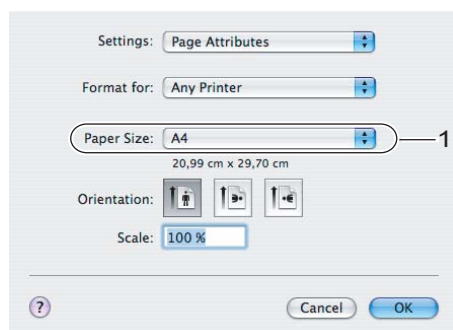 Settings: Page Attributes
Format for: Any Printer
Paper Size: A4 1
20,99 cm x 29,70 cm
Orientation:
Scale: 100 %
? Cancel OK